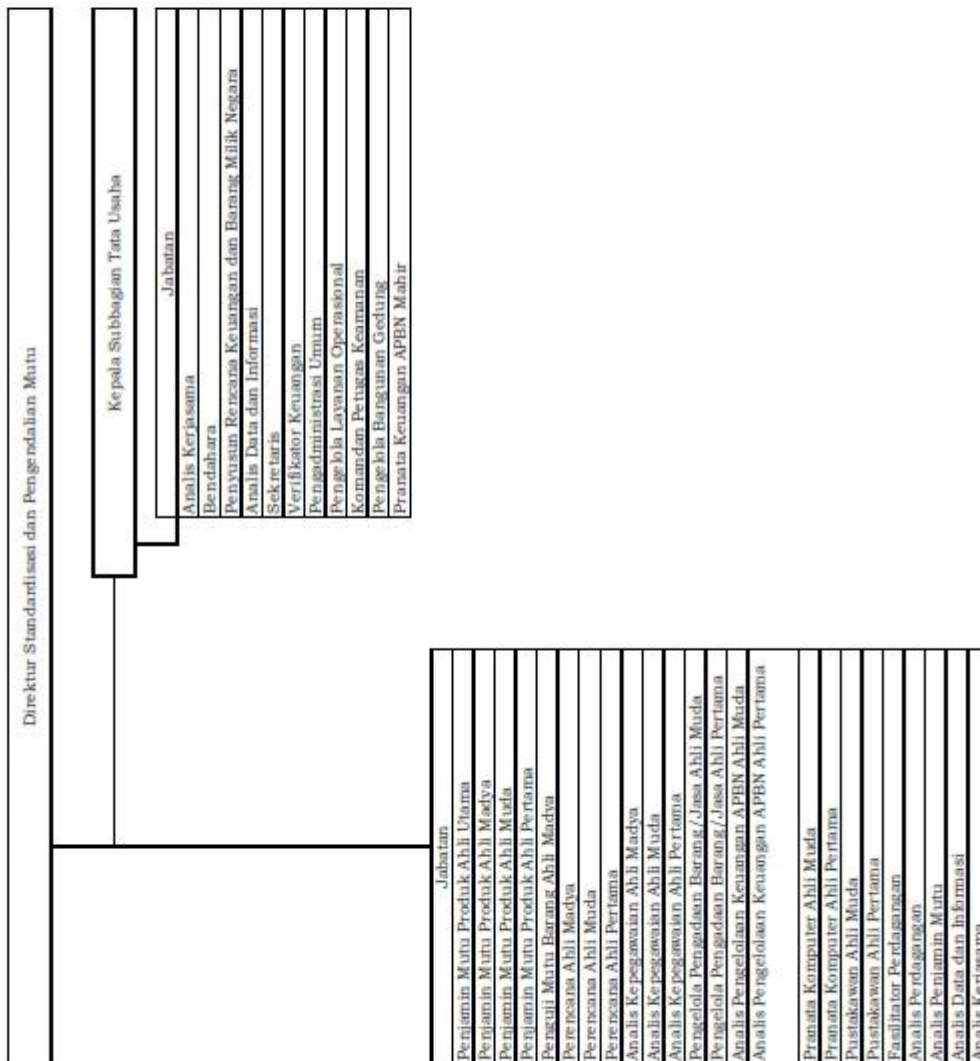 Direktur Standardisasi dan Pengendalian Mutu
Kepala Subbagian Tata Usaha
Jabatan
Analis Kerjasama
Bendahara
Penyusun Rencana Keuangan dan Barang Milik Negara
Analis Data dan Informasi
Sekretaris
Verifikator Keuangan
Pengadministrasi Umum
Pengelola Layanan Operasional
Komandan Petugas Keamanan
Pengelola Bangunan Gedung
Pranata Keuangan APBN Mahir
Jabatan
Penjamin Mutu Produk Ahli Utama
Penjamin Mutu Produk Ahli Madya
Penjamin Mutu Produk Ahli Muda
Penjamin Mutu Produk Ahli Pertama
Penguji Mutu Barang Ahli Madya
Perencana Ahli Madya
Perencana Ahli Muda
Perencana Ahli Pertama
Analis Kepegawaian Ahli Madya
Analis Kepegawaian Ahli Muda
Analis Kepegawaian Ahli Pertama
Pengelola Pengadaan Barang/Jasa Ahli Muda
Pengelola Pengadaan Barang/Jasa Ahli Pertama
Analis Pengelolaan Keuangan APBN Ahli Muda
Analis Pengelolaan Keuangan APBN Ahli Pertama
Pranata Komputer Ahli Muda
Pranata Komputer Ahli Pertama
Pustakawan Ahli Muda
Pustakawan Ahli Pertama
Fasilitator Perdagangan
Analis Perdagangan
Analis Penjamin Mutu
Analis Data dan Informasi
Analis Kerjasama